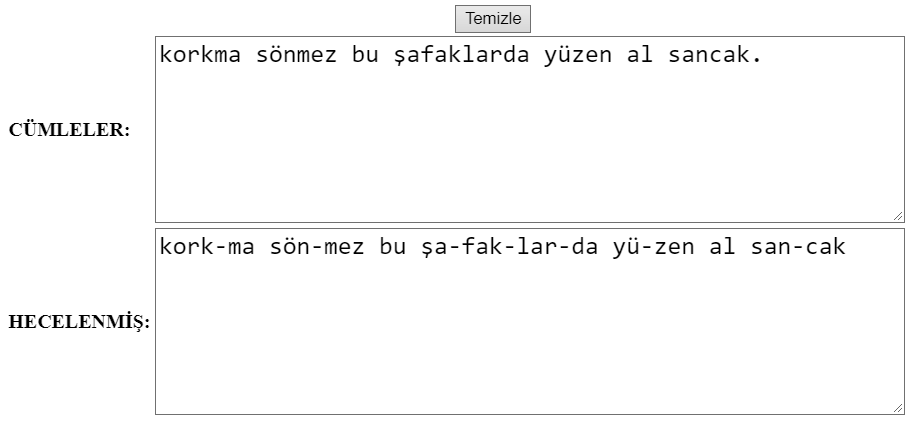 Temizle
CÜMLELER:
korkma sönmez bu şafaklarda yüzen al sancak.
HECELENMİŞ:
kork-ma sön-mez bu şa-fak-lar-da yü-zen al san-cak